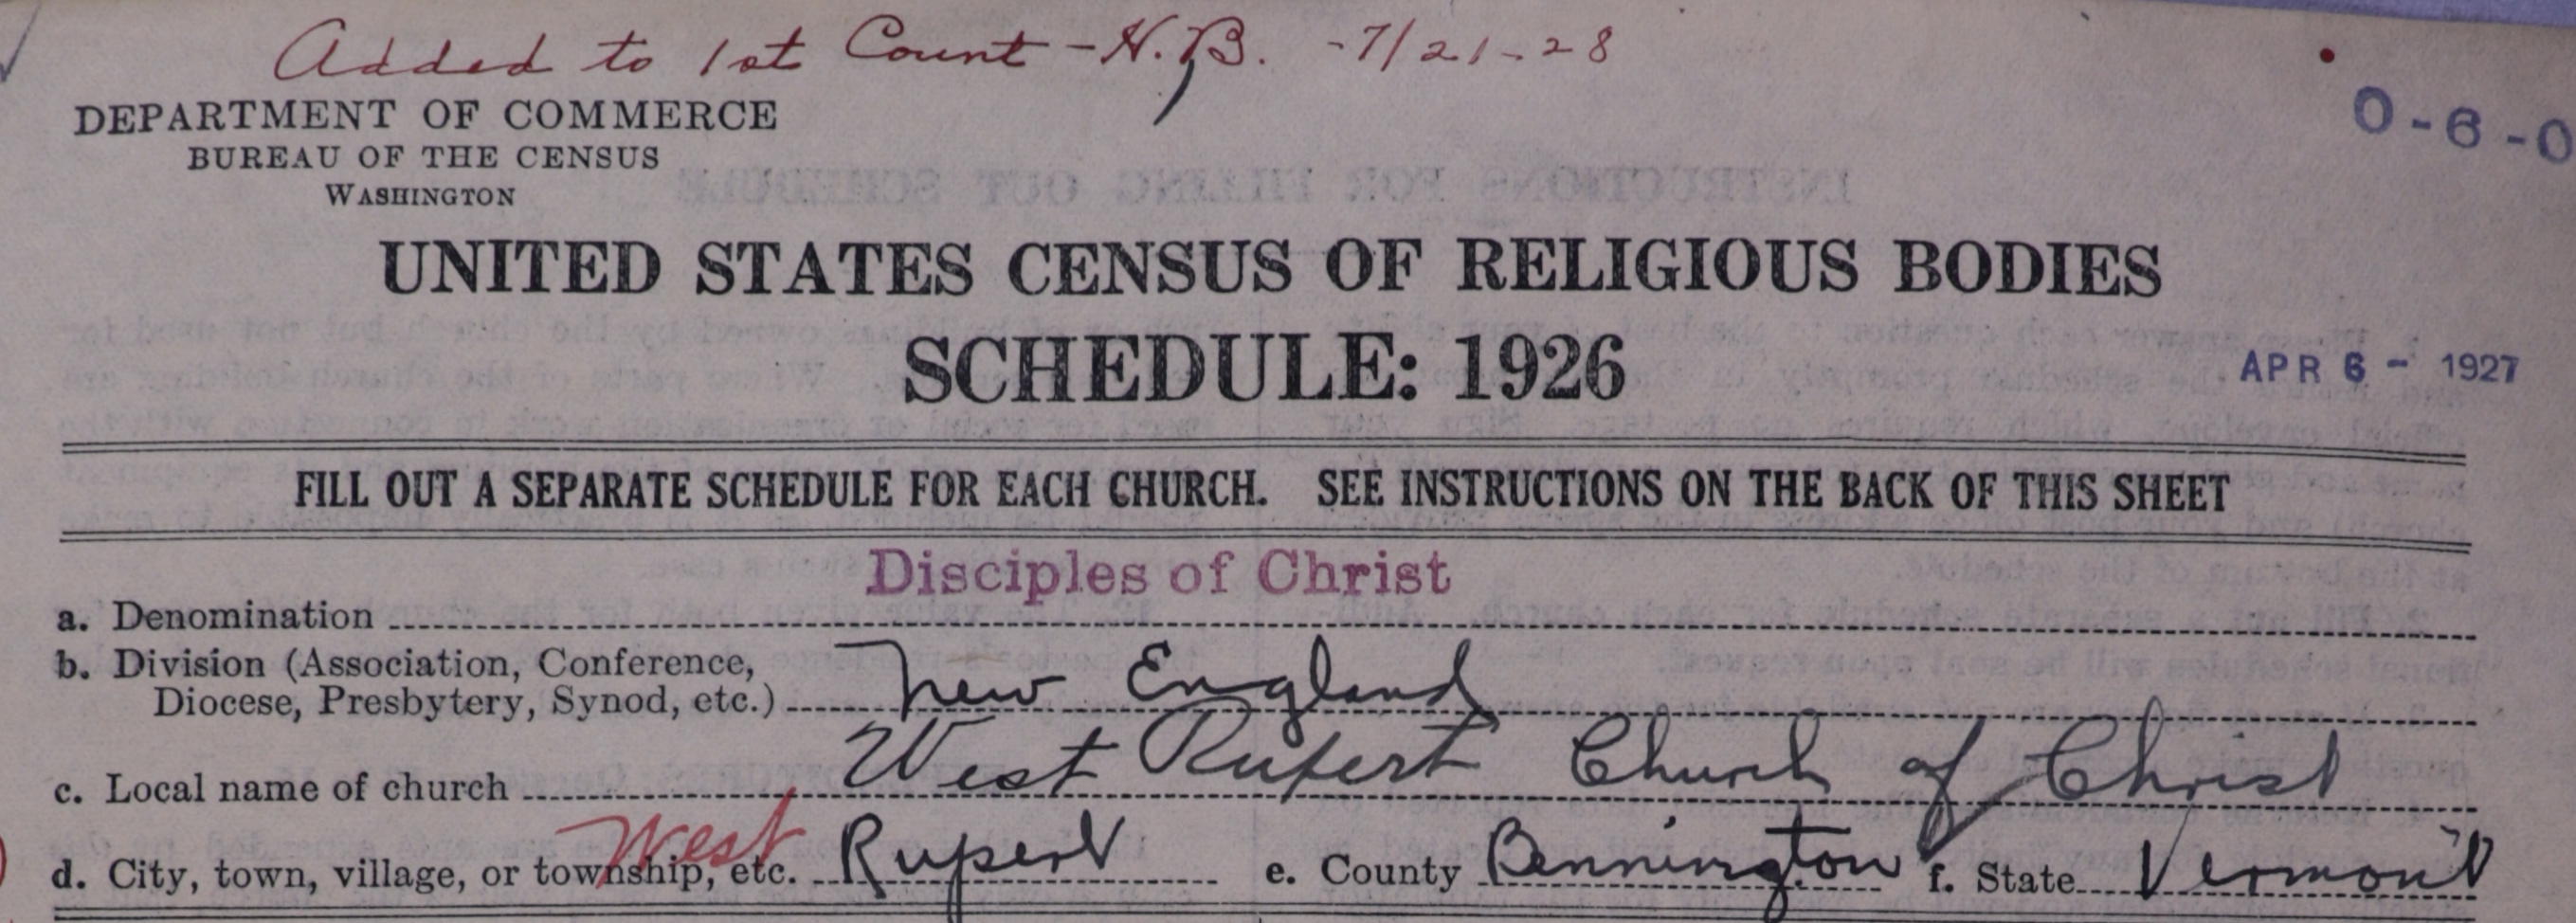 Added to 1st Count - N.B. - 7/21-28
DEPARTMENT OF COMMERCE
BUREAU OF THE CENSUS
WASHINGTON
0-6-0
UNITED STATES CENSUS OF RELIGIOUS BODIES
SCHEDULE: 1926
APR 6 - 1927
FILL OUT A SEPARATE SCHEDULE FOR EACH CHURCH. SEE INSTRUCTIONS ON THE BACK OF THIS SHEET
Disciples of Christ
a. Denomination
b. Division (Association, Conference,
Diocese, Presbytery, Synod, etc.) New England
c. Local name of church West Rupert Church of Christ
d. City, town, village, or township, etc. West Rupert e. County Bennington f. State Vermont